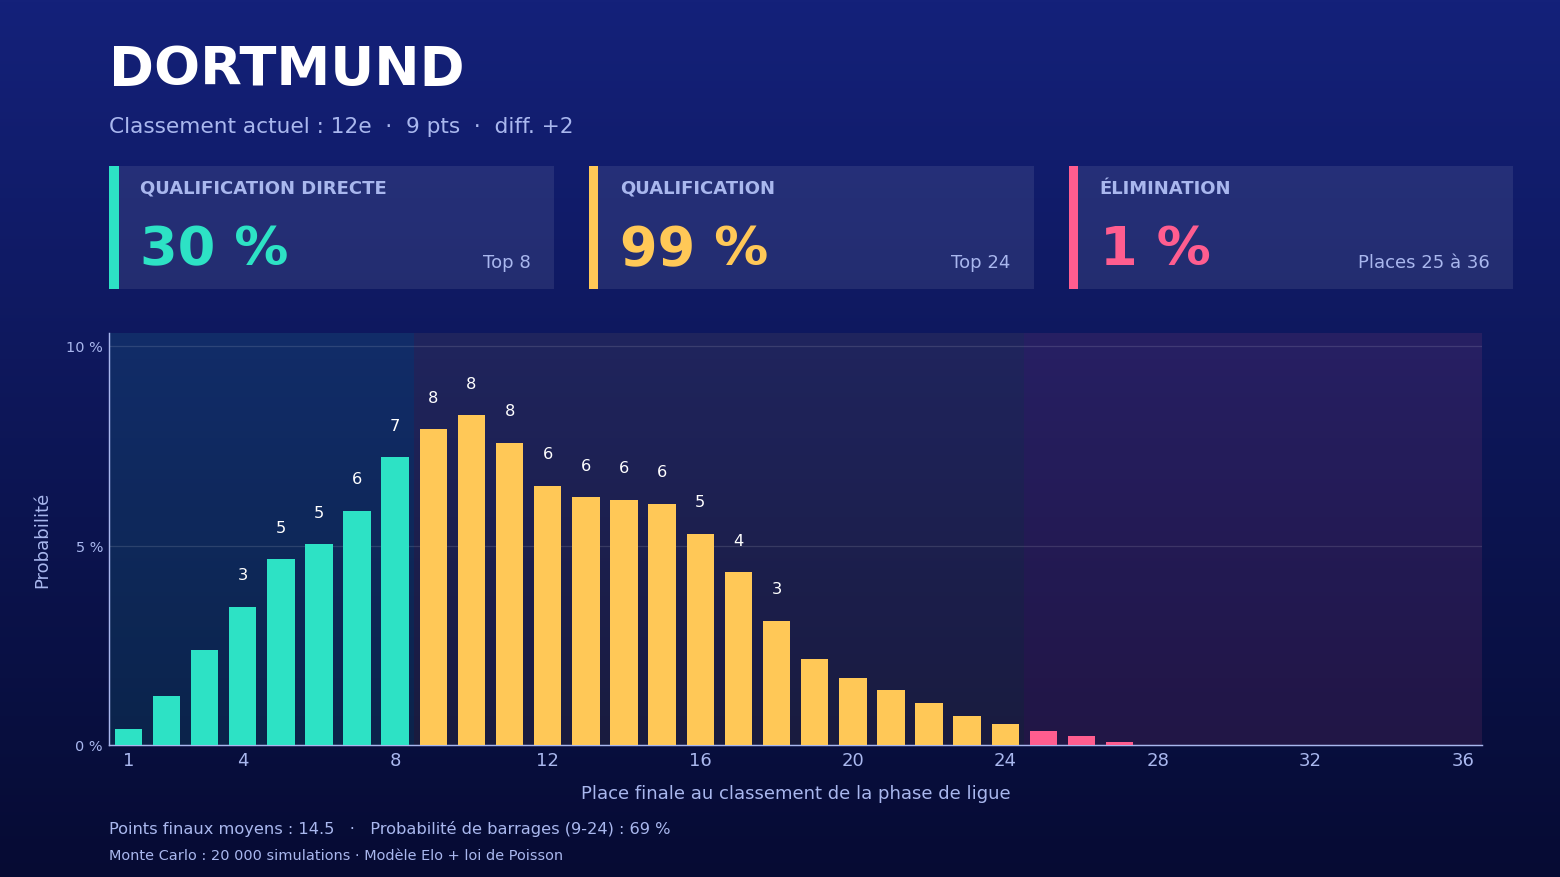 DORTMUND
Classement actuel : 12e · 9 pts · diff. +2
QUALIFICATION DIRECTE
30 %
Top 8
QUALIFICATION
99 %
Top 24
ÉLIMINATION
1 %
Places 25 à 36
Probabilité
10 %
5 %
0 %
3
5
5
6
7
8
8
8
6
6
6
6
5
4
3
1 4 8 12 16 20 24 28 32 36
Place finale au classement de la phase de ligue
Points finaux moyens : 14.5 · Probabilité de barrages (9-24) : 69 %
Monte Carlo : 20 000 simulations · Modèle Elo + loi de Poisson